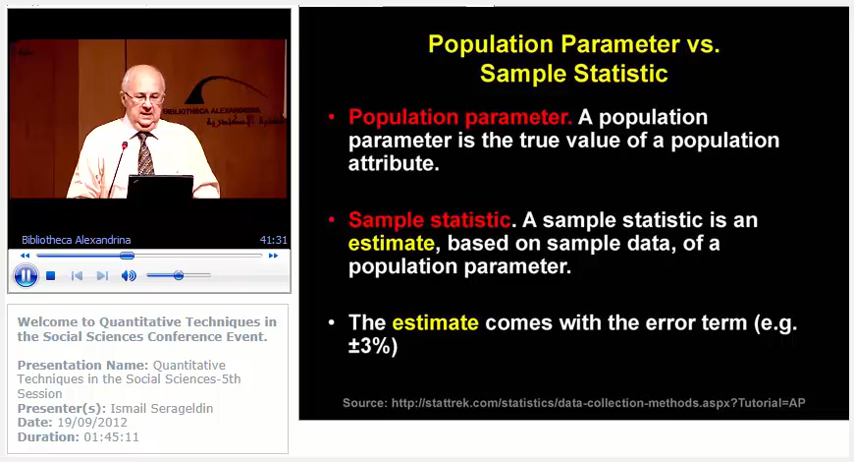 BIBLIOTHECA ALEXANDRINA
Bibliotheca Alexandrina
41:31
Welcome to Quantitative Techniques in
the Social Sciences Conference Event.
Presentation Name: Quantitative
Techniques in the Social Sciences-5th
Session
Presenter(s): Ismail Serageldin
Date: 19/09/2012
Duration: 01:45:11
Population Parameter vs.
Sample Statistic
• Population parameter. A population
parameter is the true value of a population
attribute.
• Sample statistic. A sample statistic is an
estimate, based on sample data, of a
population parameter.
• The estimate comes with the error term (e.g.
±3%)
Source: http://stattrek.com/statistics/data-collection-methods.aspx?Tutorial=AP